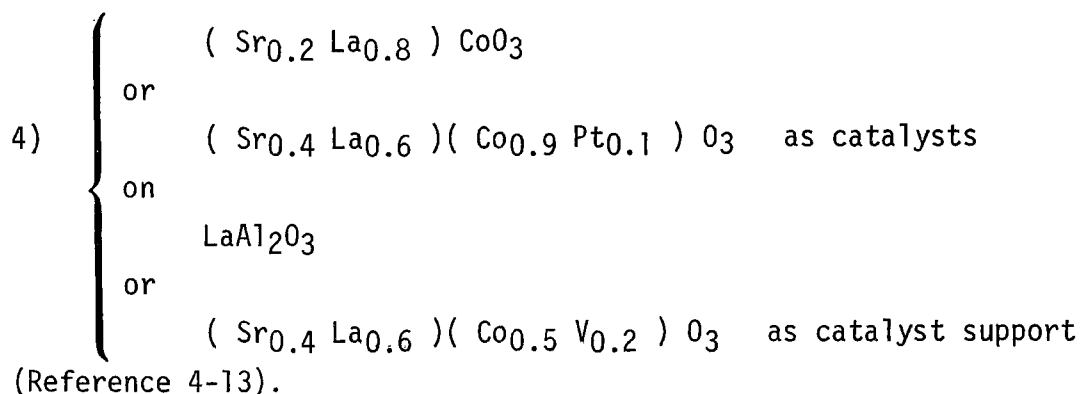 ( Sr0.2 La0.8 ) CoO3
or
4) ( Sr0.4 La0.6 )( Co0.9 Pt0.1 ) O3 as catalysts
on
LaAl2O3
or
( Sr0.4 La0.6 )( Co0.5 V0.2 ) O3 as catalyst support
(Reference 4-13).